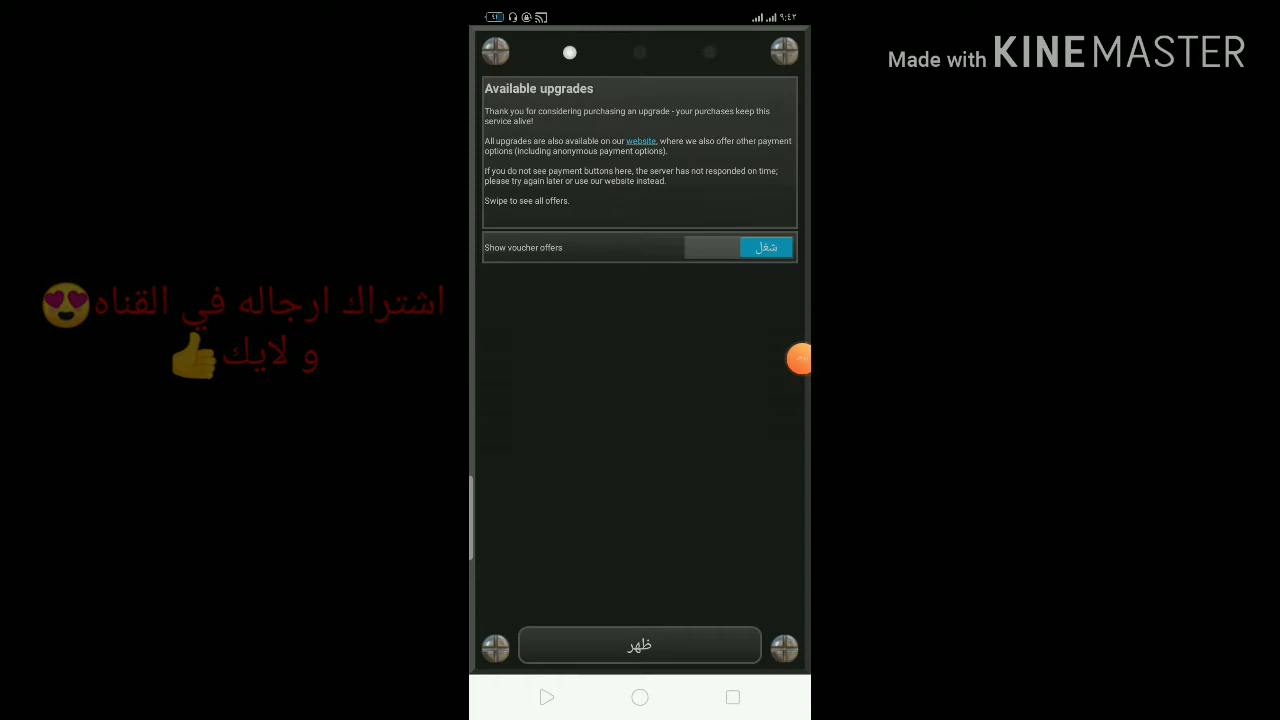 ٤١
٩:٤٢
Made with KINEMASTER
Available upgrades
Thank you for considering purchasing an upgrade - your purchases keep this
service alive!
All upgrades are also available on our website, where we also offer other payment
options (including anonymous payment options).
If you do not see payment buttons here, the server has not responded on time;
please try again later or use our website instead.
Swipe to see all offers.
Show voucher offers
شغل
اشتراك ارجاله في القناه😍
و لايك👍
ظهر